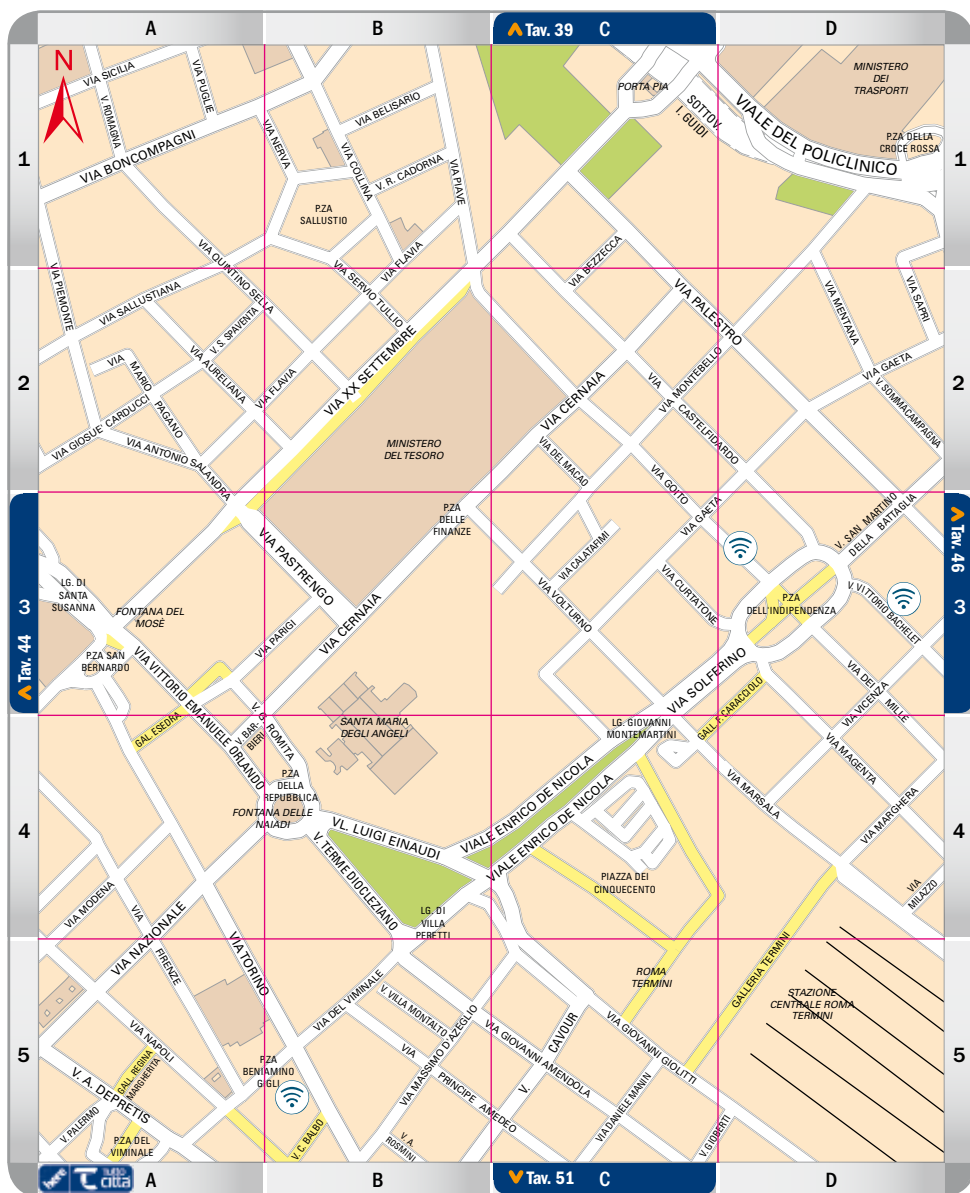 A
B
Tav. 39 C
D
N
VIA SICILIA
VIA PUGLIE
V. ROMAGNA
VIA BONCOMPAGNI
VIA NERVA
VIA BELISARIO
VIA COLLINA
V. R. CADORNA
VIA PIAVE
PORTA PIA
SOTTOV.
I. GUIDI
MINISTERO
DEI
TRASPORTI
VIALE DEL POLICLINICO
P.ZA DELLA
CROCE ROSSA
1
1
P.ZA
SALLUSTIO
VIA FLAVIA
VIA QUINTINO SELLA
VIA SERVIO TULLIO
VIA BEZZECCA
VIA PIEMONTE
VIA SALLUSTIANA
V. S. SPAVENTA
VIA AURELIANA
VIA FLAVIA
VIA XX SETTEMBRE
VIA PALESTRO
VIA MENTANA
VIA SAPRI
VIA GAETA
V. SOMMACAMPAGNA
VIA
MARIO
PAGANO
VIA GIOSUE' CARDUCCI
VIA ANTONIO SALANDRA
2
2
MINISTERO
DEL TESORO
VIA CERNAIA
VIA MONTEBELLO
VIA
CASTELFIDARDO
VIA DEL MACAO
VIA GOITO
VIA GAETA
P.ZA
DELLE
FINANZE
VIA PASTRENGO
VIA CERNAIA
VIA CALATAFIMI
VIA VOLTURNO
VIA CURTATONE
V. SAN MARTINO
DELLA BATTAGLIA
P.ZA
DELL'INDIPENDENZA
V. VITTORIO BACHELET
3
Tav. 44
Tav. 46
3
LG. DI
SANTA
SUSANNA
FONTANA DEL
MOSÈ
P.ZA SAN
BERNARDO
VIA PARIGI
VIA VITTORIO EMANUELE ORLANDO
GAL. ESEDRA
V. BAR-
BIERI
V. G. ROMITA
SANTA MARIA
DEGLI ANGELI
VIA SOLFERINO
GALL. F. CARACCIOLO
VIA DEI MILLE
VIA VICENZA
LG. GIOVANNI
MONTEMARTINI
VIA MAGENTA
VIA MARSALA
VIA MARGHERA
VIA
MILAZZO
4
4
P.ZA
DELLA
REPUBBLICA
FONTANA DELLE
NAIADI
VL. LUIGI EINAUDI
VIALE ENRICO DE NICOLA
VIALE ENRICO DE NICOLA
V. TERME DIOCLEZIANO
PIAZZA DEI
CINQUECENTO
LG. DI
VILLA
PERETTI
VIA MODENA
VIA NAZIONALE
VIA
FIRENZE
VIA TORINO
VIA DEL VIMINALE
V. VILLA MONTALTO
VIA MASSIMO D'AZEGLIO
VIA
PRINCIPE AMEDEO
VIA GIOVANNI AMENDOLA
V. CAVOUR
VIA GIOVANNI GIOLITTI
VIA DANIELE MANIN
V. GIOBERTI
ROMA
TERMINI
GALLERIA TERMINI
STAZIONE
CENTRALE ROMA
TERMINI
5
5
VIA NAPOLI
GALL. REGINA
MARGHERITA
V. A. DEPRETIS
V. PALERMO
P.ZA DEL
VIMINALE
P.ZA
BENIAMINO
GIGLI
V. C. BALBO
V. A.
ROSMINI
here
TUTTO
CITTÀ
A
B
Tav. 51 C
D